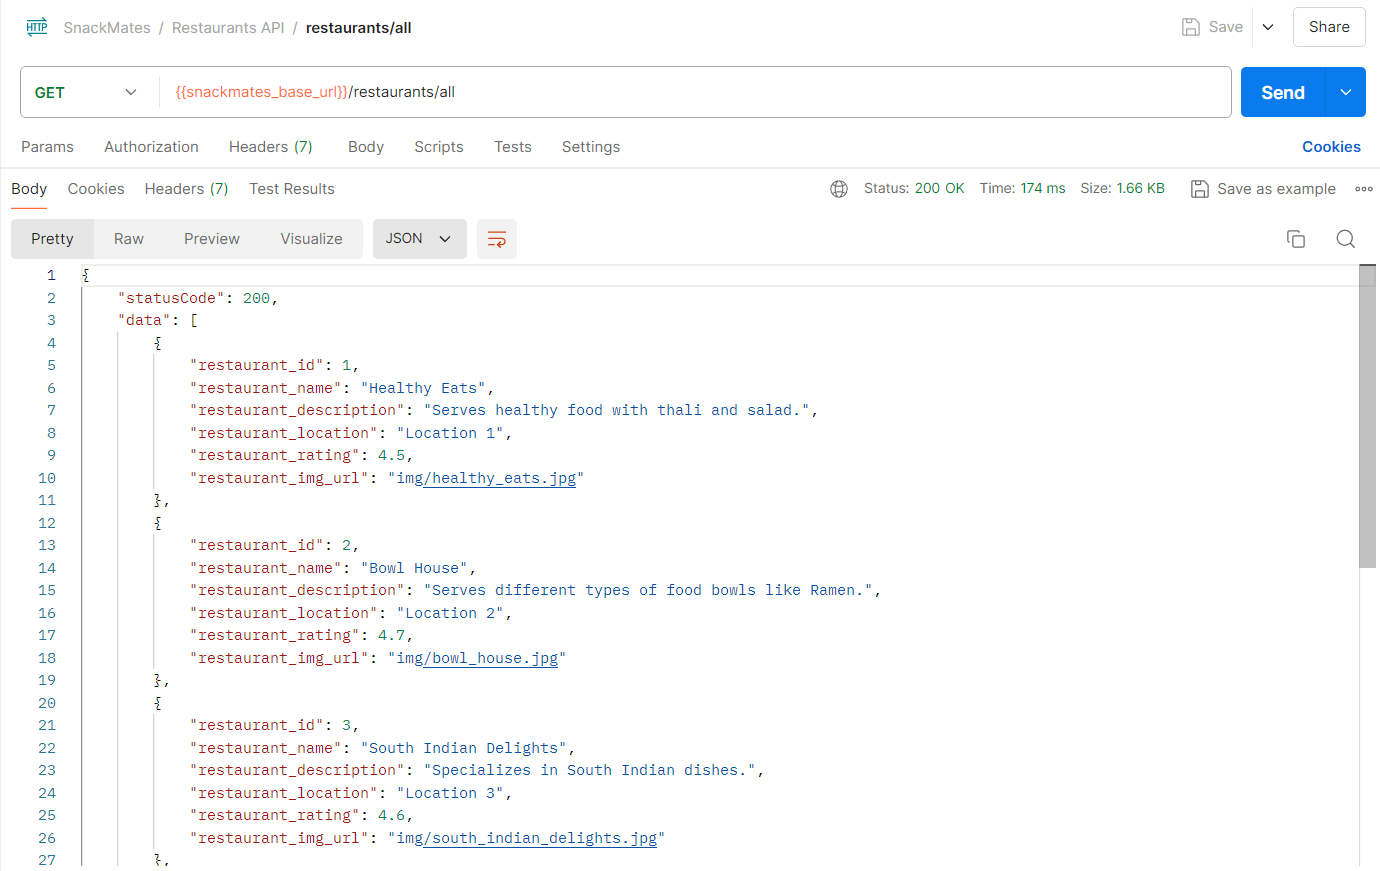 HTTP SnackMates / Restaurants API / restaurants/all Save Share
GET {{snackmates_base_url}}/restaurants/all Send
Params Authorization Headers (7) Body Scripts Tests Settings Cookies
Body Cookies Headers (7) Test Results Status: 200 OK Time: 174 ms Size: 1.66 KB Save as example
Pretty Raw Preview Visualize JSON
1 {
2 "statusCode": 200,
3 "data": [
4 {
5 "restaurant_id": 1,
6 "restaurant_name": "Healthy Eats",
7 "restaurant_description": "Serves healthy food with thali and salad.",
8 "restaurant_location": "Location 1",
9 "restaurant_rating": 4.5,
10 "restaurant_img_url": "img/healthy_eats.jpg"
11 },
12 {
13 "restaurant_id": 2,
14 "restaurant_name": "Bowl House",
15 "restaurant_description": "Serves different types of food bowls like Ramen.",
16 "restaurant_location": "Location 2",
17 "restaurant_rating": 4.7,
18 "restaurant_img_url": "img/bowl_house.jpg"
19 },
20 {
21 "restaurant_id": 3,
22 "restaurant_name": "South Indian Delights",
23 "restaurant_description": "Specializes in South Indian dishes.",
24 "restaurant_location": "Location 3",
25 "restaurant_rating": 4.6,
26 "restaurant_img_url": "img/south_indian_delights.jpg"
27 },